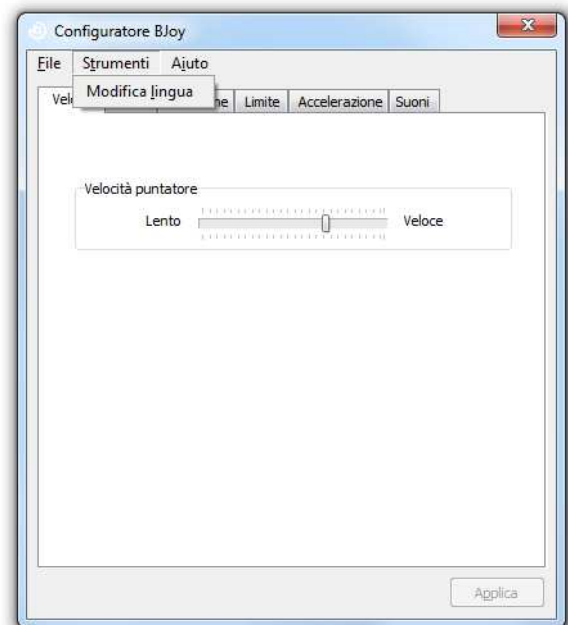 Configuratore BJoy
File Strumenti Aiuto
Modifica lingua
Limite Accelerazione Suoni
Velocità puntatore
Lento Veloce
Applica